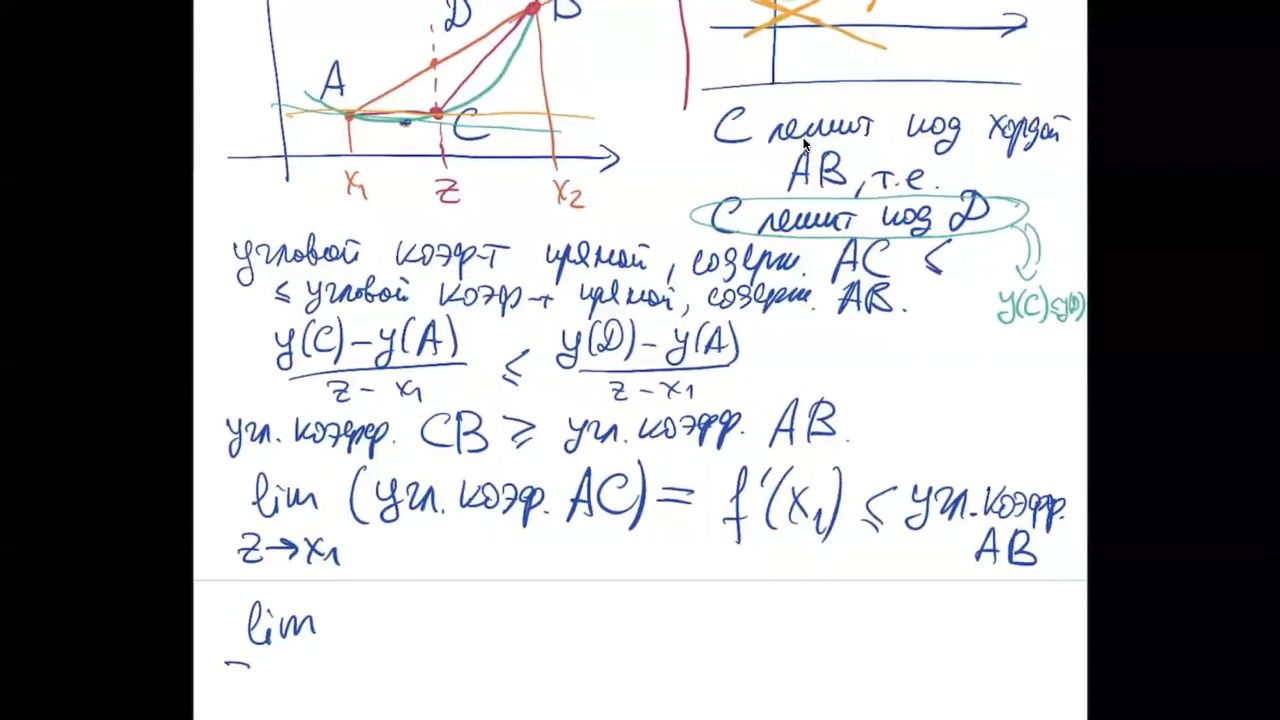 D B
A
C
x₁ z x₂
C лежит под хордой
AB, т.е.
C лежит под D
угловой коэф-т прямой, содерж. AC ≤
≤ угловой коэф-т прямой, содерж. AB.
y(C) ≤ y(D)
y(C) – y(A) / z – x₁ ≤ y(D) – y(A) / z – x₁
угл. коэфф. CB ≥ угл. коэфф. AB.
lim (угл. коэф. AC) = f'(x₁) ≤ угл. коэфф.
z→x₁ AB
lim